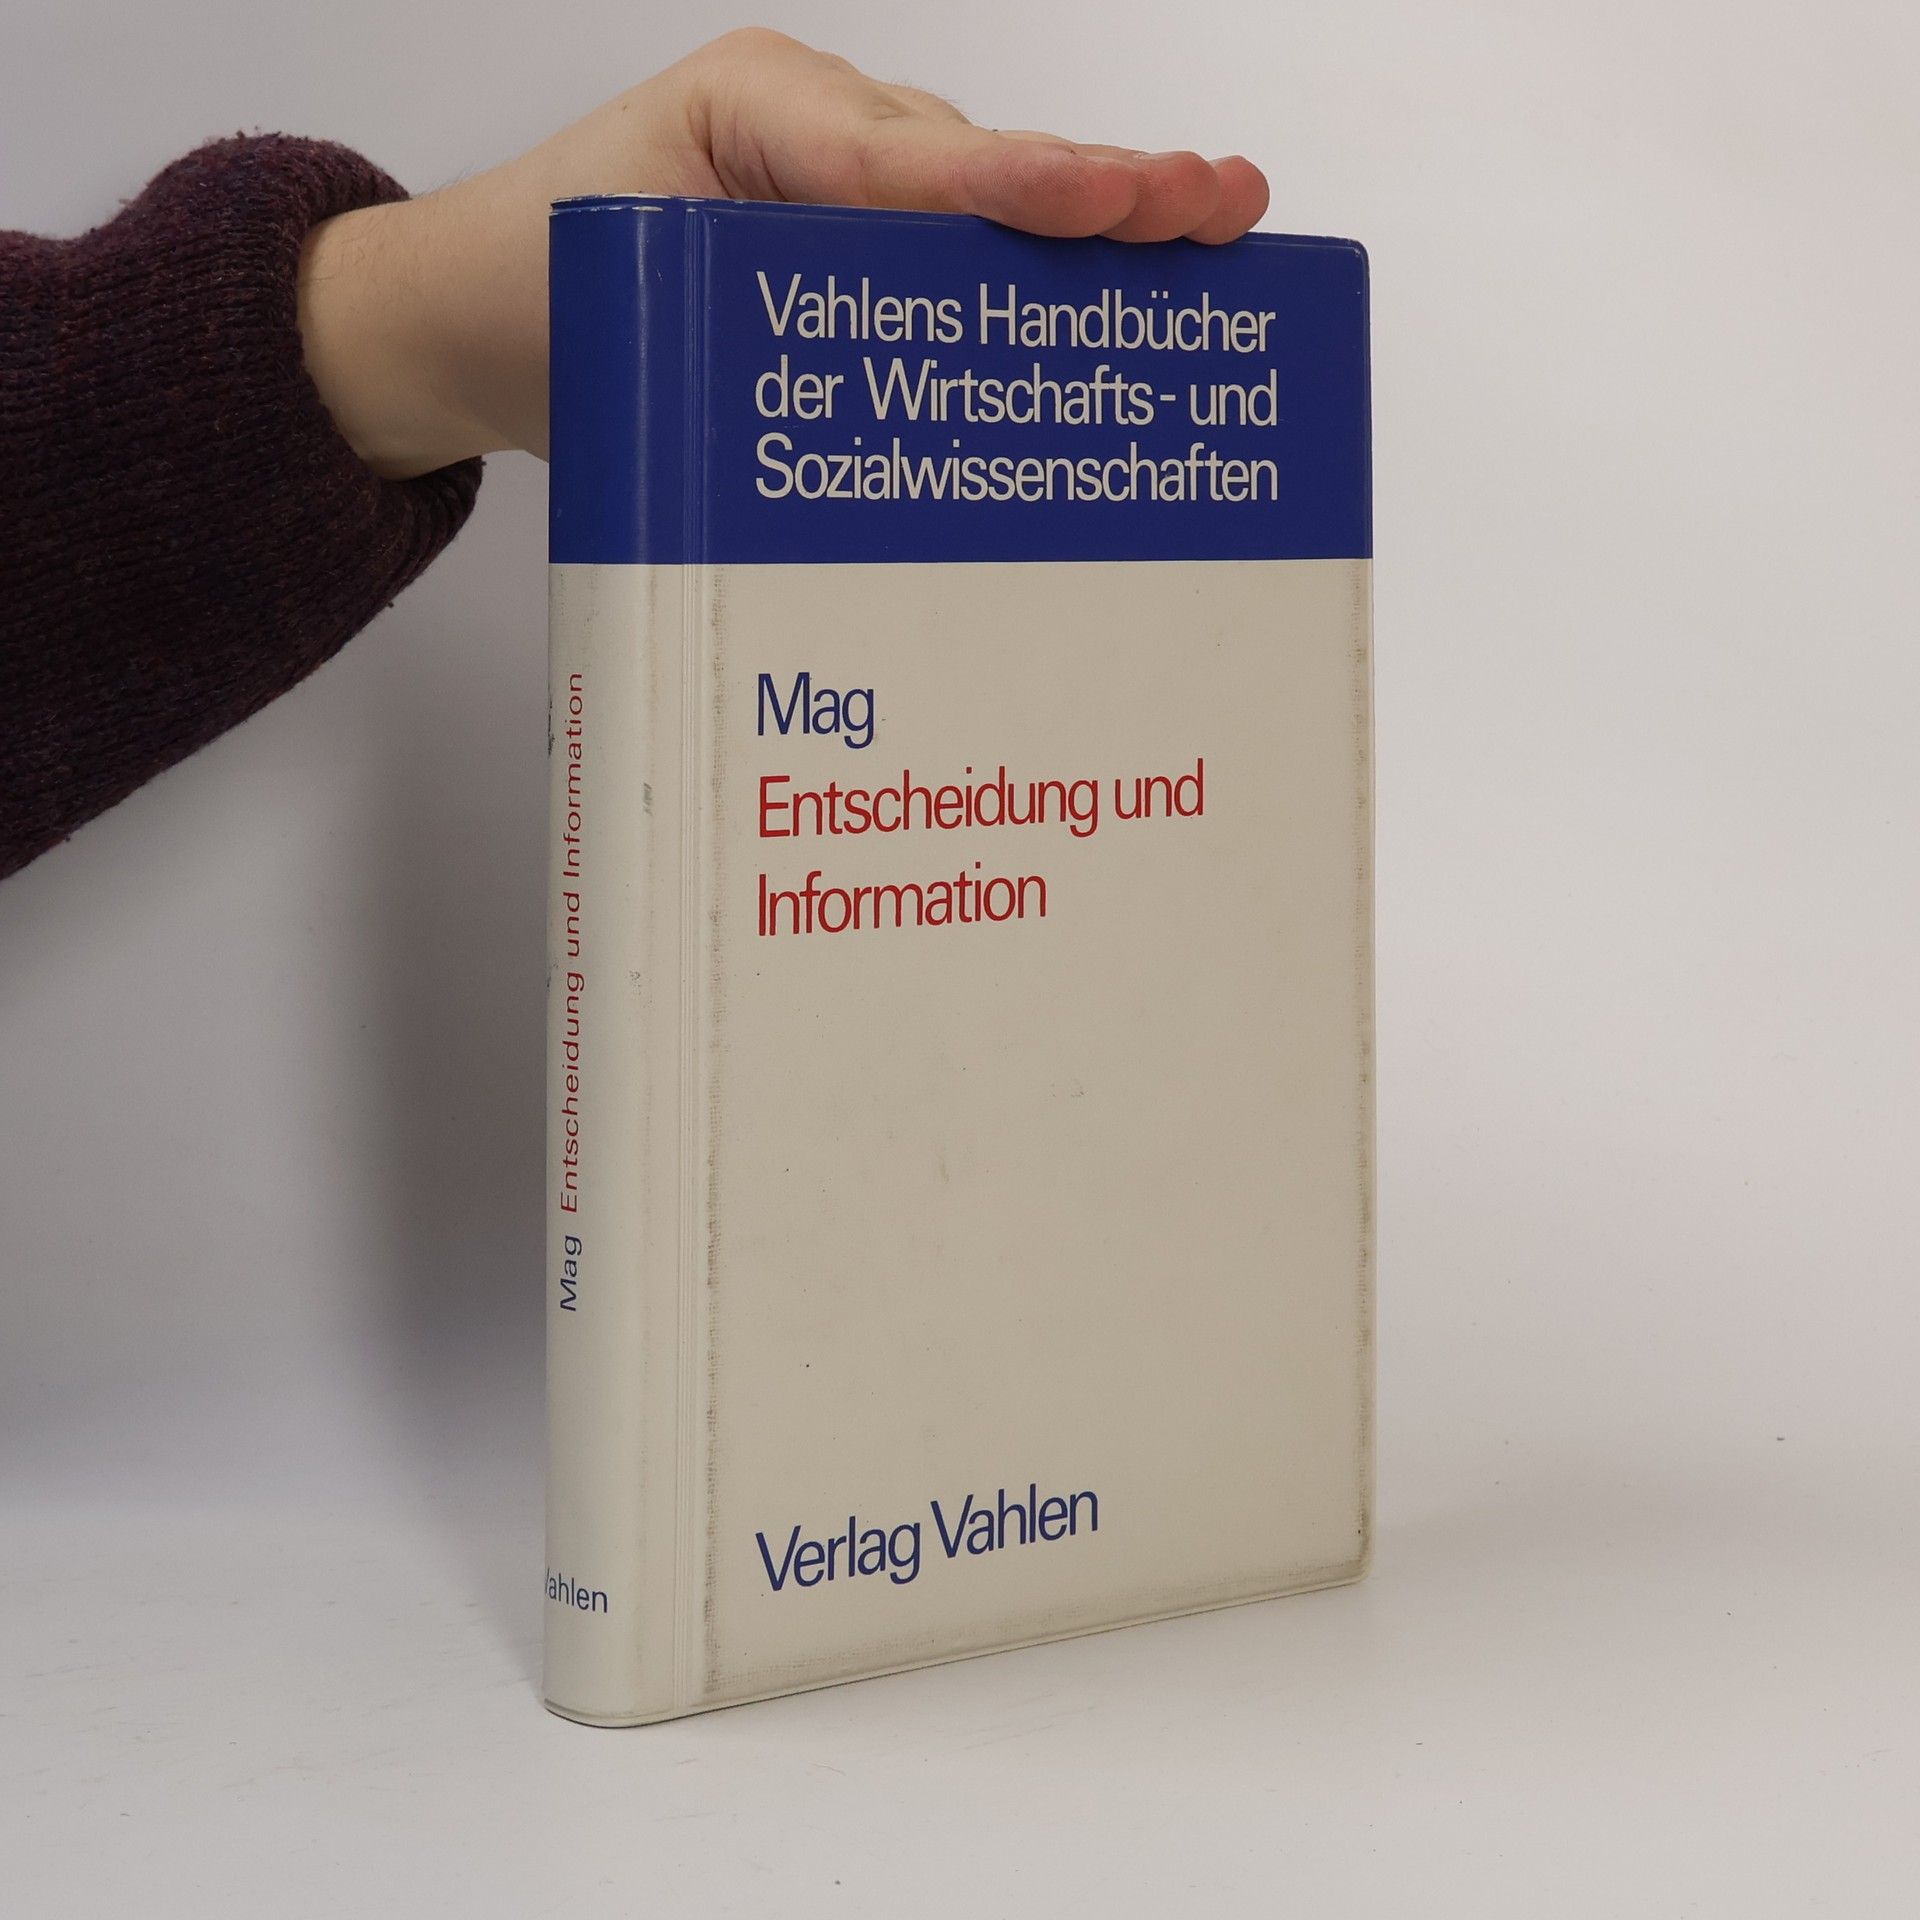 Vahlens Handbücher
der Wirtschafts- und
Sozialwissenschaften
Mag
Entscheidung und
Information
Verlag Vahlen
Mag Entscheidung und Information
Vahlen